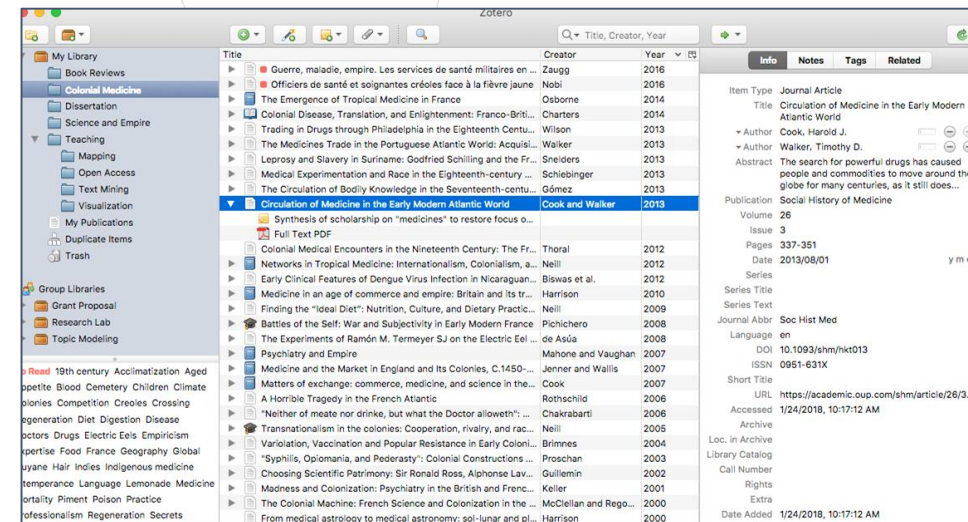 Zotero
Title, Creator, Year
My Library
Book Reviews
Colonial Medicine
Dissertation
Science and Empire
Teaching
Mapping
Open Access
Text Mining
Visualization
My Publications
Duplicate Items
Trash
Group Libraries
Grant Proposal
Research Lab
Topic Modeling
Read 19th century Acclimatization Aged
Blood Cemetery Children Climate
Competition Creoles Crossing
Diet Digestion Disease
Drugs Electric Eels Empiricism
Food France Geography Global
Hair Indies Indigenous medicine
Language Lemonade Medicine
Piment Poison Practice
Regeneration Secrets
Title Creator Year
Guerre, maladie, empire. Les services de santé militaires en ... Zaugg 2016
Officiers de santé et soignantes créoles face à la fièvre jaune Nobi 2016
The Emergence of Tropical Medicine in France Osborne 2014
Colonial Disease, Translation, and Enlightenment: Franco-Briti... Charters 2014
Trading in Drugs through Philadelphia in the Eighteenth Centu... Wilson 2013
The Medicines Trade in the Portuguese Atlantic World: Acquisi... Walker 2013
Leprosy and Slavery in Suriname: Godfried Schilling and the Fr... Snelders 2013
Medical Experimentation and Race in the Eighteenth-century ... Schiebinger 2013
The Circulation of Bodily Knowledge in the Seventeenth-centu... Gómez 2013
Circulation of Medicine in the Early Modern Atlantic World Cook and Walker 2013
Synthesis of scholarship on "medicines" to restore focus o...
Full Text PDF
Colonial Medical Encounters in the Nineteenth Century: The Fr... Thoral 2012
Networks in Tropical Medicine: Internationalism, Colonialism, a... Neill 2012
Early Clinical Features of Dengue Virus Infection in Nicaraguan... Biswas et al. 2012
Medicine in an age of commerce and empire: Britain and its tr... Harrison 2010
Finding the "Ideal Diet": Nutrition, Culture, and Dietary Practic... Neill 2009
Battles of the Self: War and Subjectivity in Early Modern France Pichichero 2008
The Experiments of Ramón M. Termeyer SJ on the Electric Eel ... de Asúa 2008
Psychiatry and Empire Mahone and Vaughan 2007
Medicine and the Market in England and Its Colonies, C.1450-... Jenner and Wallis 2007
Matters of exchange: commerce, medicine, and science in the... Cook 2007
A Horrible Tragedy in the French Atlantic Rothschild 2006
"Neither of meate nor drinke, but what the Doctor alloweth": ... Chakrabarti 2006
Transnationalism in the colonies: Cooperation, rivalry, and rac... Neill 2005
Variolation, Vaccination and Popular Resistance in Early Coloni... Brimnes 2004
"Syphilis, Opiomania, and Pederasty": Colonial Constructions ... Proschan 2003
Choosing Scientific Patrimony: Sir Ronald Ross, Alphonse Lav... Guillemin 2002
Madness and Colonization: Psychiatry in the British and Frenc... Keller 2001
The Colonial Machine: French Science and Colonization in the ... McClellan and Rego... 2000
From medical astrology to medical astronomy: sol-lunar and pl... Harrison 2000
Info Notes Tags Related
Item Type Journal Article
Title Circulation of Medicine in the Early Modern
Atlantic World
Author Cook, Harold J.
Author Walker, Timothy D.
Abstract The search for powerful drugs has caused
people and commodities to move around the
globe for many centuries, as it still does...
Publication Social History of Medicine
Volume 26
Issue 3
Pages 337-351
Date 2013/08/01 y m
Series
Series Title
Series Text
Journal Abbr Soc Hist Med
Language en
DOI 10.1093/shm/hkt013
ISSN 0951-631X
Short Title
URL https://academic.oup.com/shm/article/26/3
Accessed 1/24/2018, 10:17:12 AM
Archive
Loc. in Archive
Library Catalog
Call Number
Rights
Extra
Date Added 1/24/2018, 10:17:12 AM